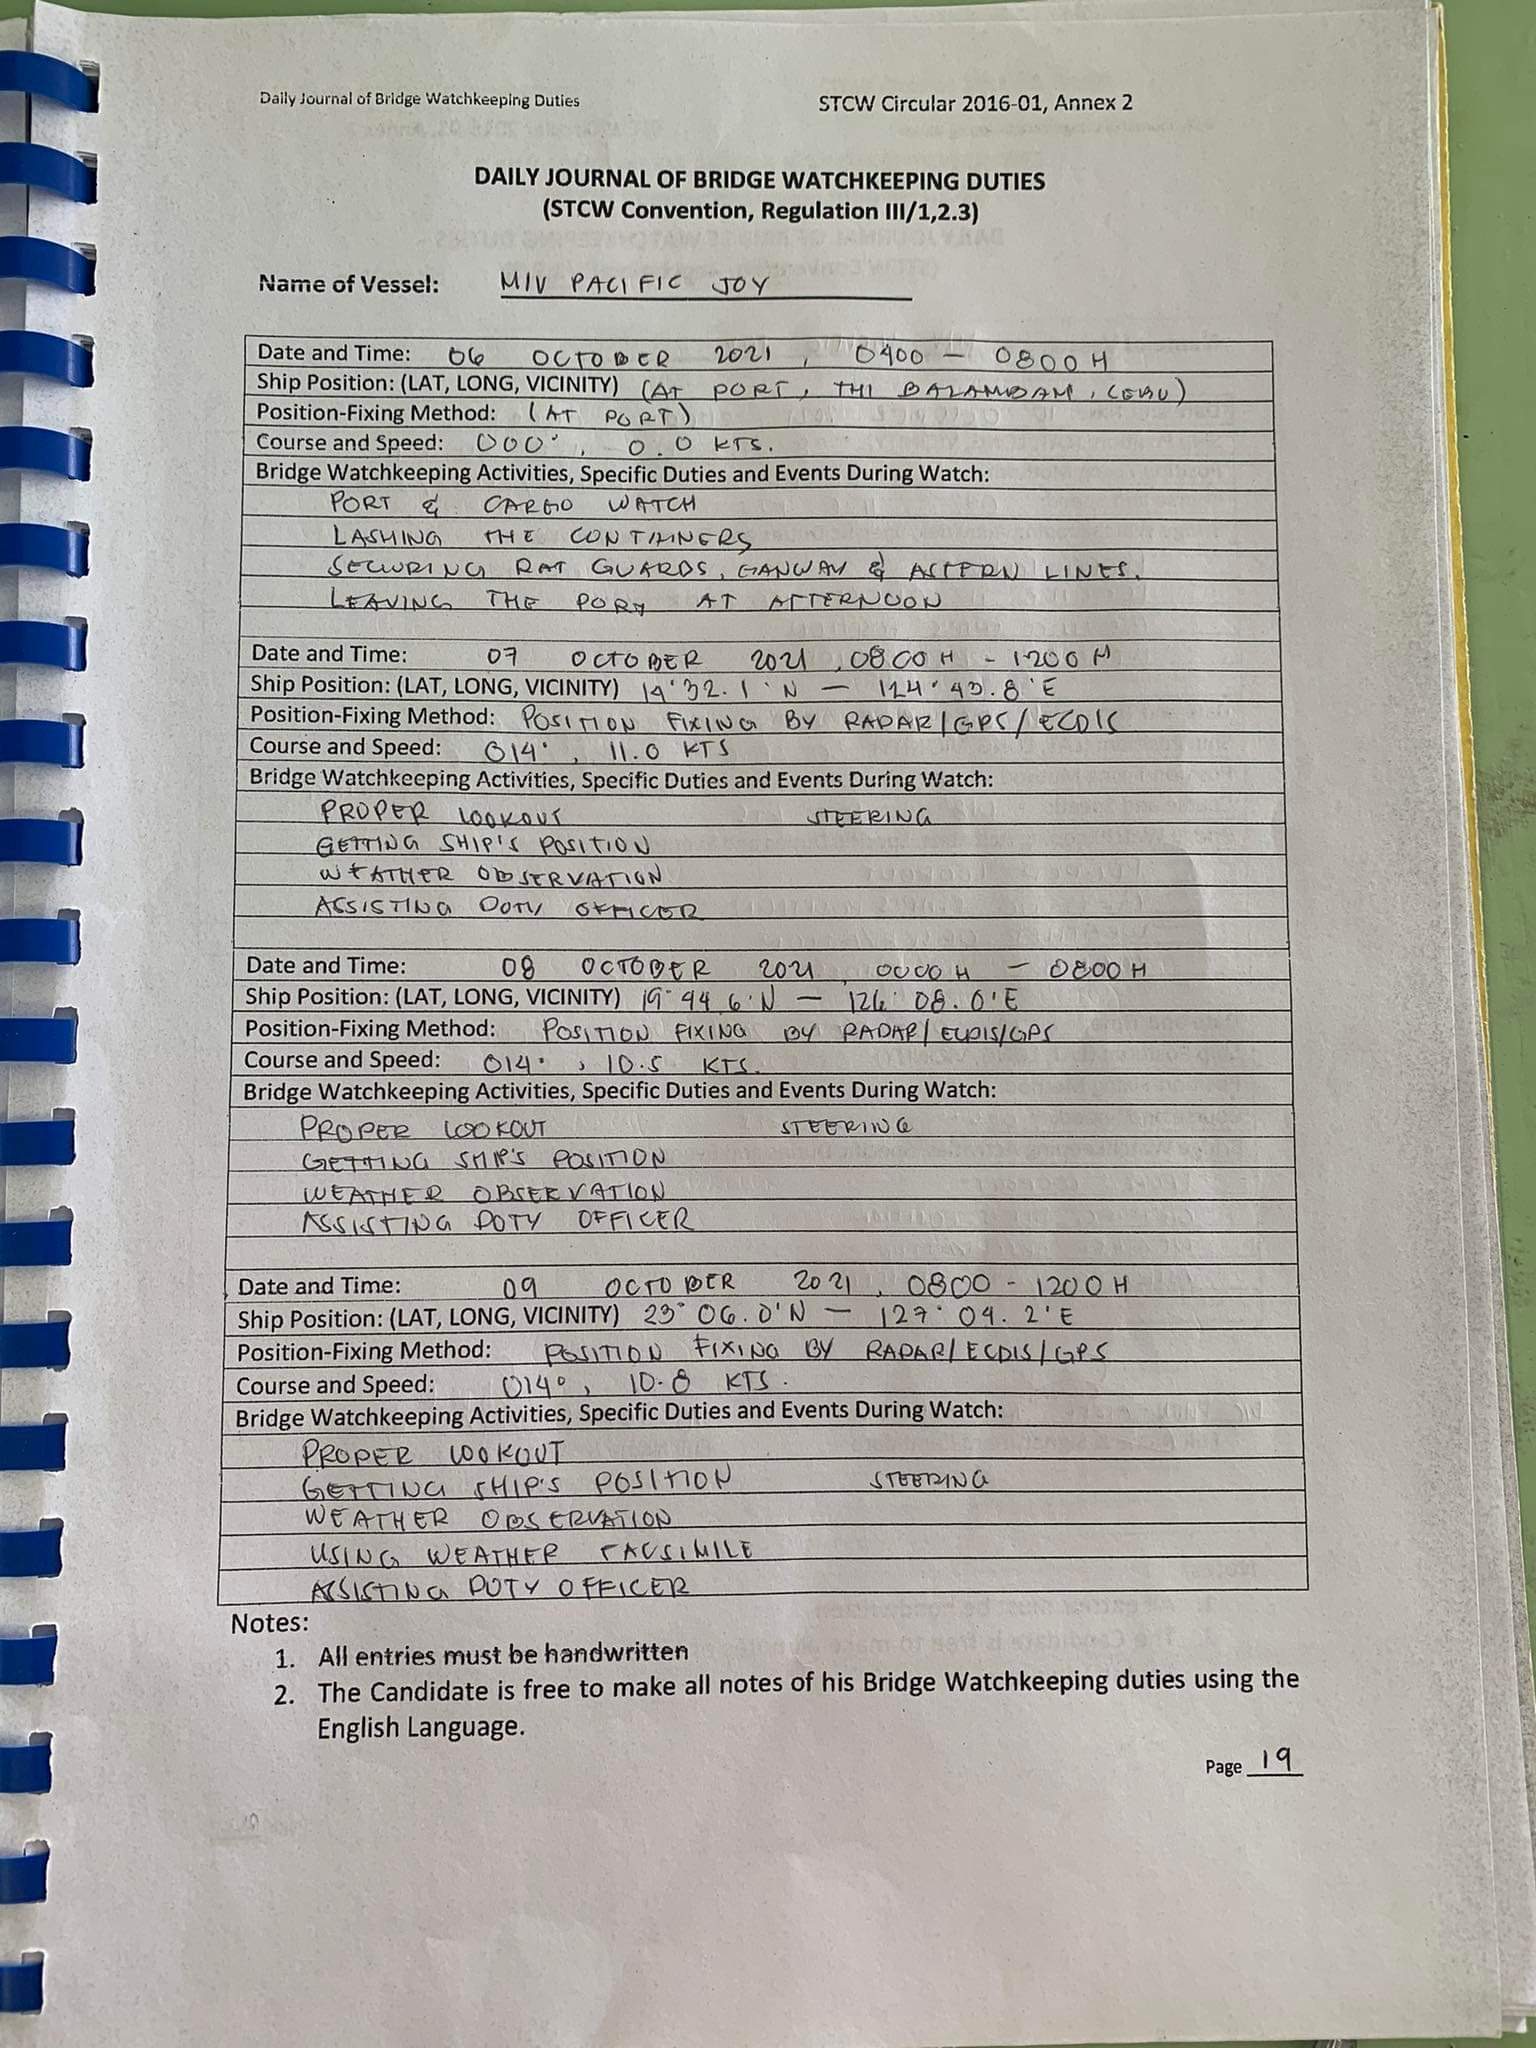 Daily Journal of Bridge Watchkeeping Duties
STCW Circular 2016-01, Annex 2
DAILY JOURNAL OF BRIDGE WATCHKEEPING DUTIES
(STCW Convention, Regulation III/1,2.3)
Name of Vessel: M/V PACIFIC JOY
Date and Time: 06 OCTOBER 2021, 0400 - 0800 H
Ship Position: (LAT, LONG, VICINITY) (AT PORT, THI BALAMBAM, CEBU)
Position-Fixing Method: (AT PORT)
Course and Speed: 000°, 0.0 KTS.
Bridge Watchkeeping Activities, Specific Duties and Events During Watch:
PORT & CARGO WATCH
LASHING THE CONTAINERS
SECURING RAT GUARDS, GANWAY & ASTERN LINES.
LEAVING THE PORT AT AFTERNOON
Date and Time: 07 OCTOBER 2021, 0800 H - 1200 H
Ship Position: (LAT, LONG, VICINITY) 'N — 'E
Position-Fixing Method: POSITION FIXING BY RADAR/GPS/ECDIS
Course and Speed: 014°, 11.0 KTS
Bridge Watchkeeping Activities, Specific Duties and Events During Watch:
PROPER LOOKOUT STEERING
GETTING SHIP'S POSITION
WEATHER OBSERVATION
ASSISTING DUTY OFFICER
Date and Time: 08 OCTOBER 2021 0000 H - 0800 H
Ship Position: (LAT, LONG, VICINITY) 19° 44.6'N — 126° 08.0'E
Position-Fixing Method: POSITION FIXING BY RADAR/ECDIS/GPS
Course and Speed: 014°, 10.5 KTS.
Bridge Watchkeeping Activities, Specific Duties and Events During Watch:
PROPER LOOKOUT STEERING
GETTING SHIP'S POSITION
WEATHER OBSERVATION
ASSISTING DUTY OFFICER
Date and Time: 09 OCTOBER 2021, 0800 - 1200 H
Ship Position: (LAT, LONG, VICINITY) 23° 06.0'N — 127° 04.2'E
Position-Fixing Method: POSITION FIXING BY RADAR/ECDIS/GPS
Course and Speed: 014°, 10.8 KTS.
Bridge Watchkeeping Activities, Specific Duties and Events During Watch:
PROPER LOOKOUT
GETTING SHIP'S POSITION STEERING
WEATHER OBSERVATION
USING WEATHER FACSIMILE
ASSISTING DUTY OFFICER
Notes:
1. All entries must be handwritten
2. The Candidate is free to make all notes of his Bridge Watchkeeping duties using the
English Language.
Page 19